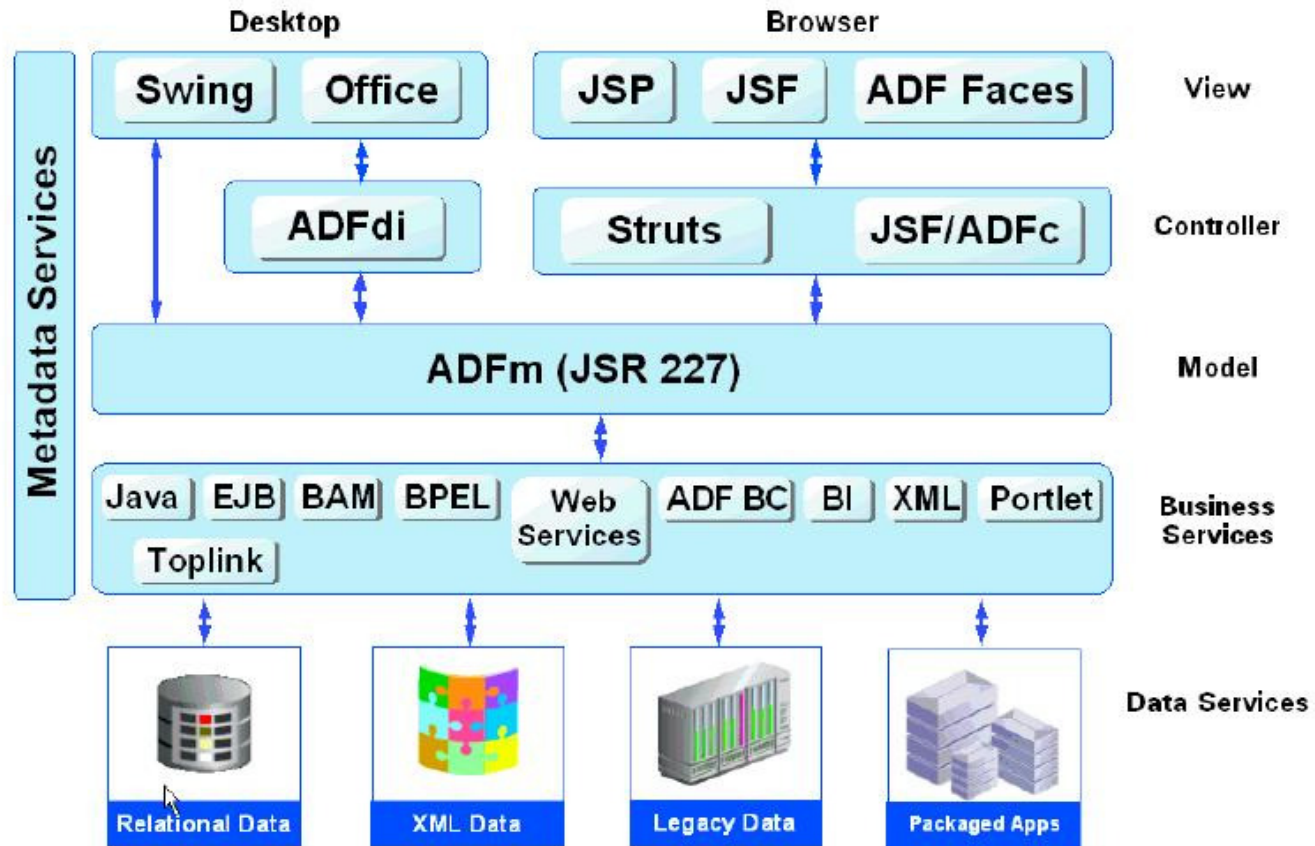 Desktop
Browser
Metadata Services
Swing
Office
JSP
JSF
ADF Faces
View
ADFdi
Struts
JSF/ADFc
Controller
ADFm (JSR 227)
Model
Java
EJB
BAM
BPEL
Web
Services
ADF BC
BI
XML
Portlet
Toplink
Business
Services
Data Services
Relational Data
XML Data
Legacy Data
Packaged Apps